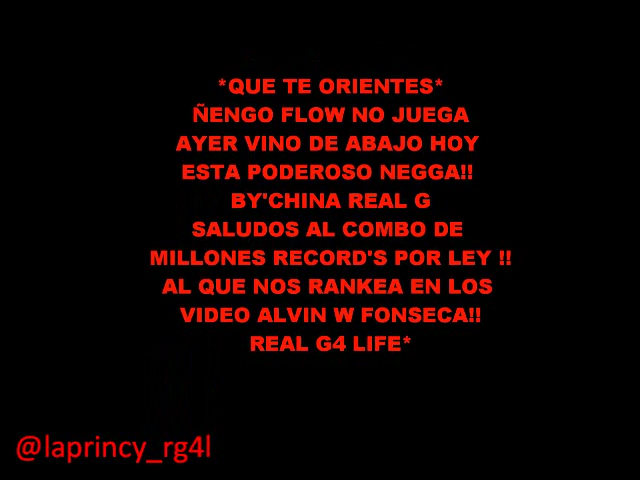 *QUE TE ORIENTES*
ÑENGO FLOW NO JUEGA
AYER VINO DE ABAJO HOY
ESTA PODEROSO NEGGA!!
BY'CHINA REAL G
SALUDOS AL COMBO DE
MILLONES RECORD'S POR LEY !!
AL QUE NOS RANKEA EN LOS
VIDEO ALVIN W FONSECA!!
REAL G4 LIFE*
@laprincy_rg4l